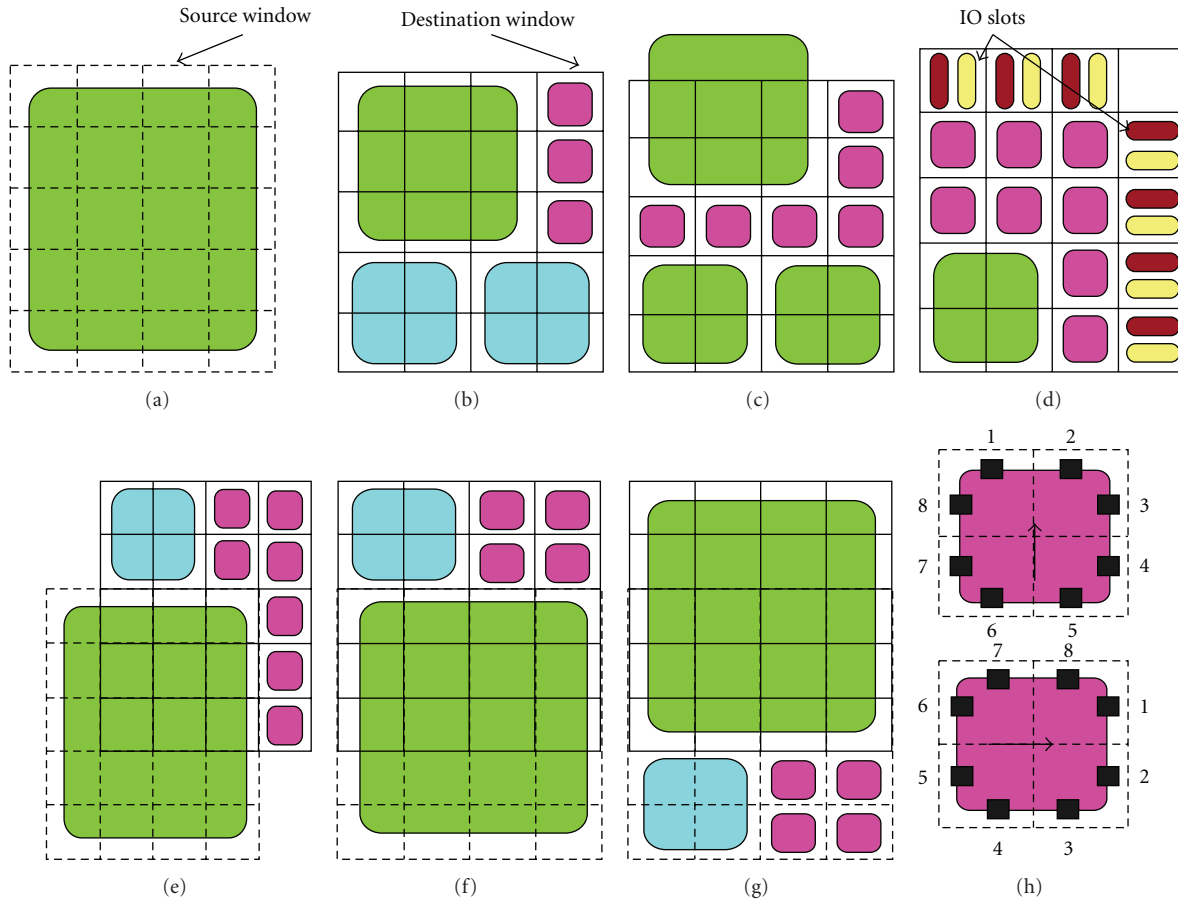 Source window
Destination window
IO slots
(a)
(b)
(c)
(d)
1 2
8 3
7 4
6 5
7 8
6 1
5 2
4 3
(e)
(f)
(g)
(h)